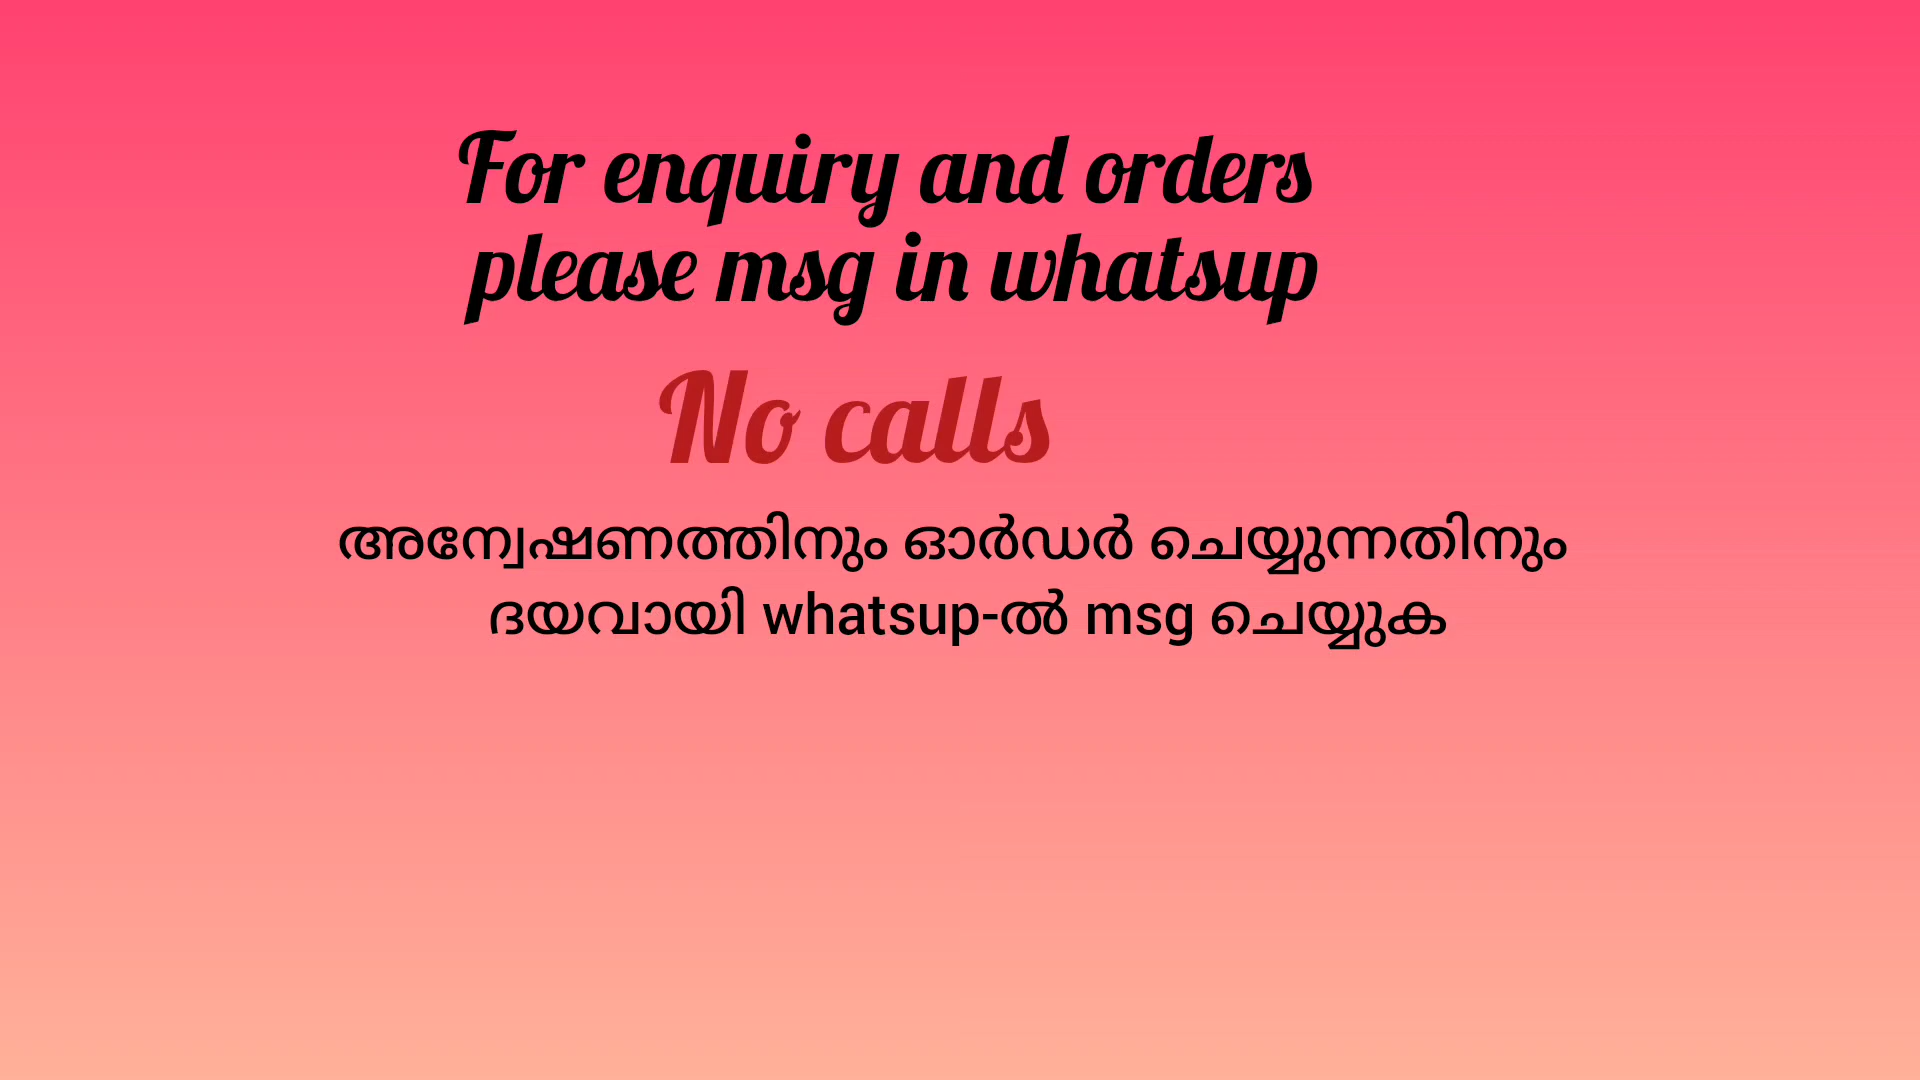 For enquiry and orders
please msg in whatsup
No calls
അന്വേഷണത്തിനും ഓർഡർ ചെയ്യുന്നതിനും
ദയവായി whatsup-ൽ msg ചെയ്യുക